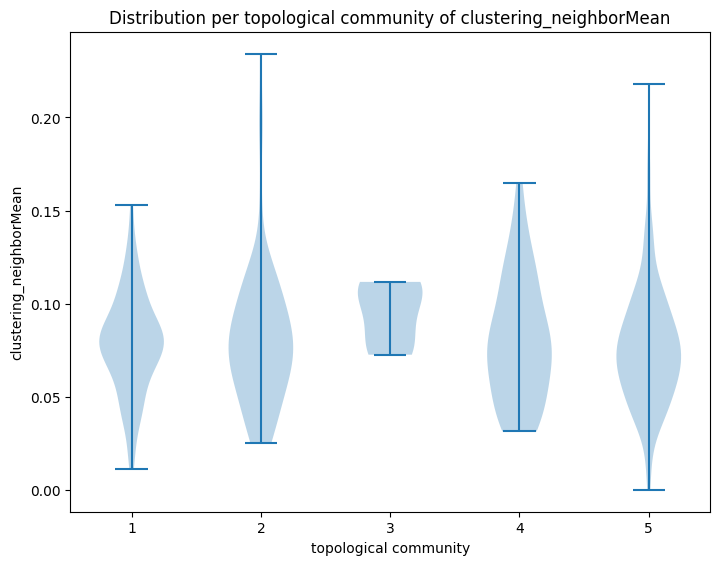 Distribution per topological community of clustering_neighborMean
clustering_neighborMean
0.20
0.15
0.10
0.05
0.00
1 2 3 4 5
topological community